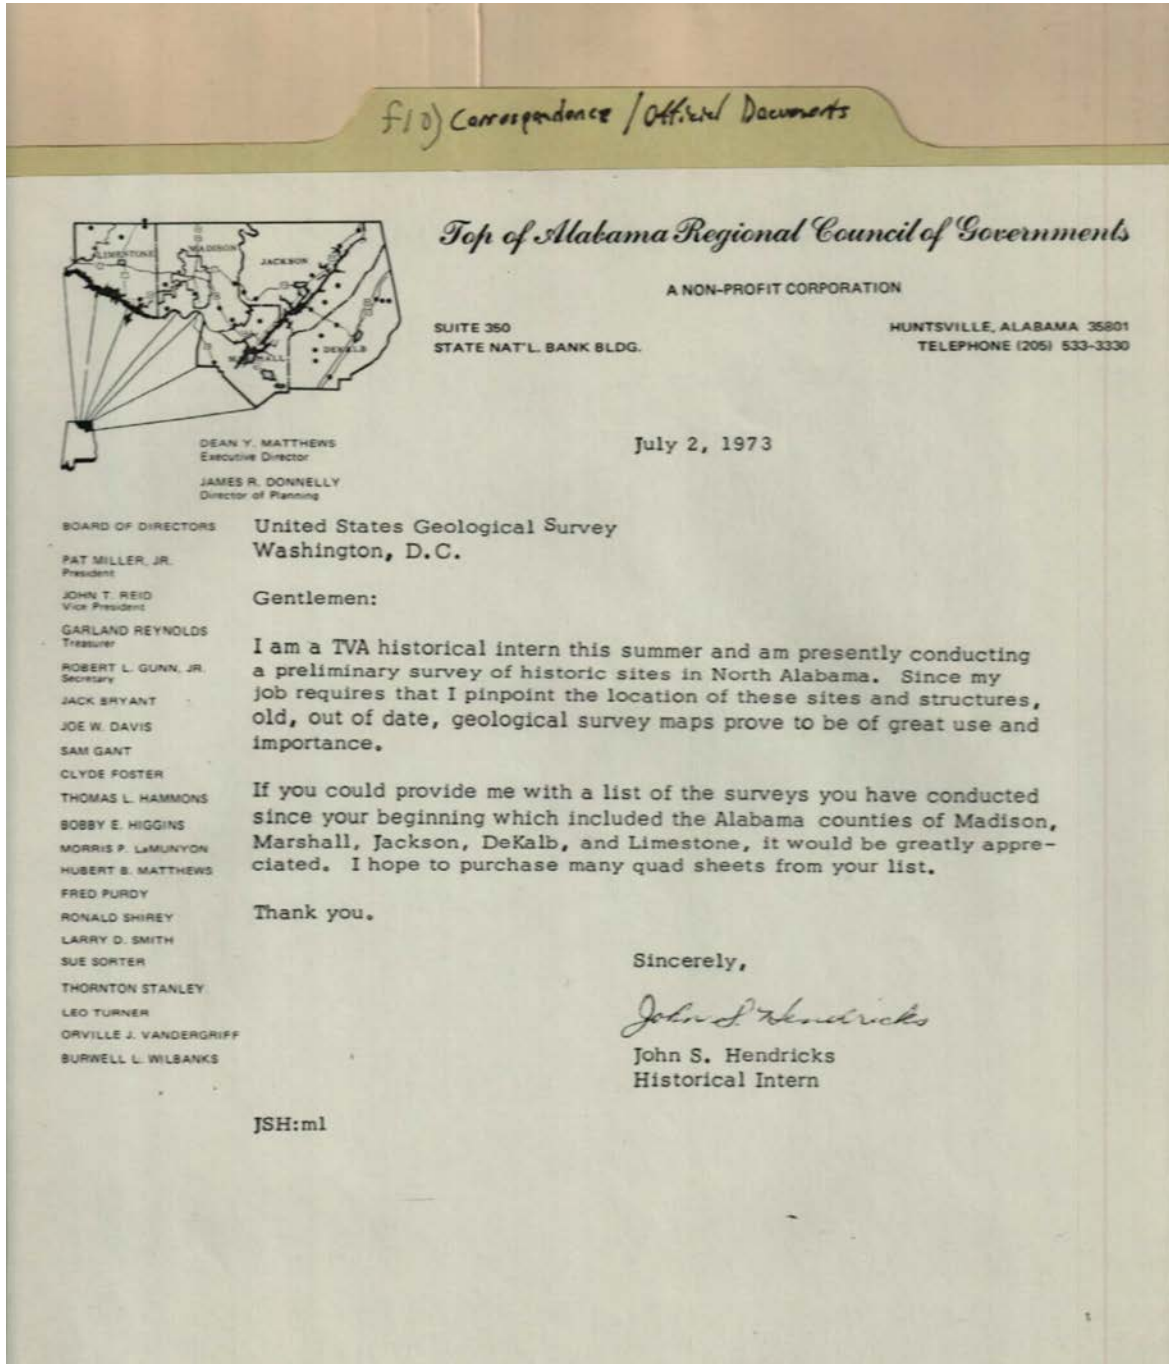 f10) Correspondence / Official Documents
Top of Alabama Regional Council of Governments
A NON-PROFIT CORPORATION
SUITE 350
STATE NAT'L. BANK BLDG.
HUNTSVILLE, ALABAMA 35801
TELEPHONE (205) 533-3330
LIMESTONE
MADISON
JACKSON
MARSHALL
DEKALB
DEAN Y. MATTHEWS
Executive Director
JAMES R. DONNELLY
Director of Planning
July 2, 1973
BOARD OF DIRECTORS
PAT MILLER, JR.
President
JOHN T. REID
Vice President
GARLAND REYNOLDS
Treasurer
ROBERT L. GUNN, JR.
Secretary
JACK BRYANT
JOE W. DAVIS
SAM GANT
CLYDE FOSTER
THOMAS L. HAMMONS
BOBBY E. HIGGINS
MORRIS P. LaMUNYON
HUBERT B. MATTHEWS
FRED PURDY
RONALD SHIREY
LARRY D. SMITH
SUE SORTER
THORNTON STANLEY
LEO TURNER
ORVILLE J. VANDERGRIFF
BURWELL L. WILBANKS
United States Geological Survey
Washington, D.C.
Gentlemen:
I am a TVA historical intern this summer and am presently conducting
a preliminary survey of historic sites in North Alabama. Since my
job requires that I pinpoint the location of these sites and structures,
old, out of date, geological survey maps prove to be of great use and
importance.
If you could provide me with a list of the surveys you have conducted
since your beginning which included the Alabama counties of Madison,
Marshall, Jackson, DeKalb, and Limestone, it would be greatly appre-
ciated. I hope to purchase many quad sheets from your list.
Thank you.
Sincerely,
John S. Hendricks
John S. Hendricks
Historical Intern
JSH:ml